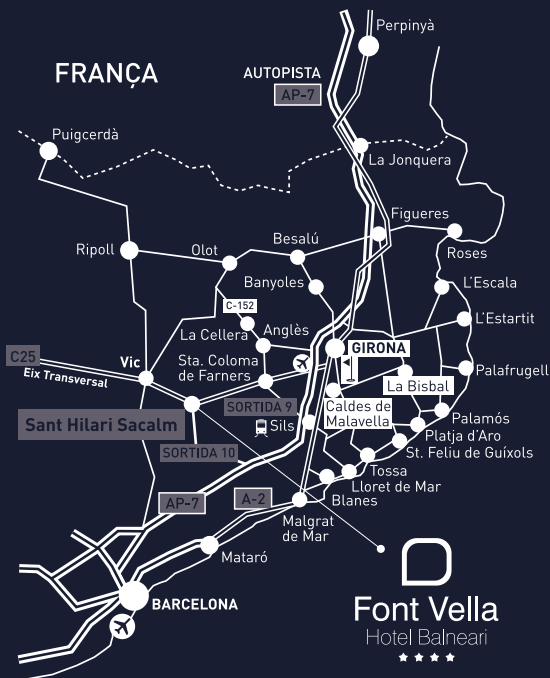 Perpinyà
FRANÇA
AUTOPISTA
AP-7
Puigcerdà
La Jonquera
Figueres
Roses
Ripoll
Olot
Besalú
Banyoles
L'Escala
C-152
L'Estartit
La Cellera
Anglès
GIRONA
C25
Eix Transversal
Vic
Sta. Coloma
de Farners
Palafrugell
La Bisbal
Sant Hilari Sacalm
SORTIDA 9
Sils
Caldes de
Malavella
Palamós
Platja d'Aro
St. Feliu de Guíxols
SORTIDA 10
Tossa
Lloret de Mar
Blanes
AP-7
A-2
Malgrat
de Mar
Mataró
BARCELONA
Font Vella
Hotel Balneari